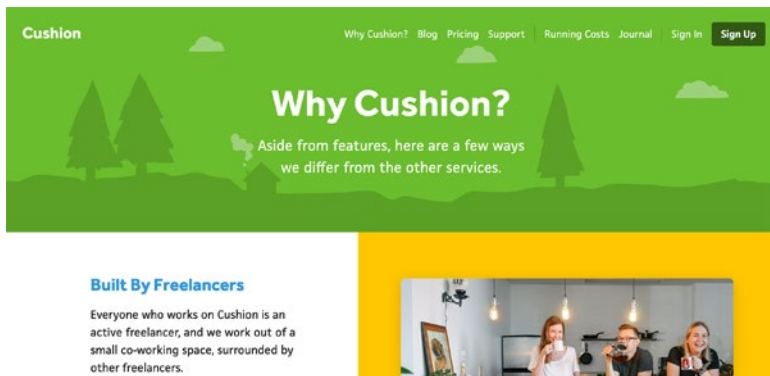 Cushion
Why Cushion? Blog Pricing Support Running Costs Journal Sign In Sign Up
Why Cushion?
Aside from features, here are a few ways
we differ from the other services.
Built By Freelancers
Everyone who works on Cushion is an
active freelancer, and we work out of a
small co-working space, surrounded by
other freelancers.